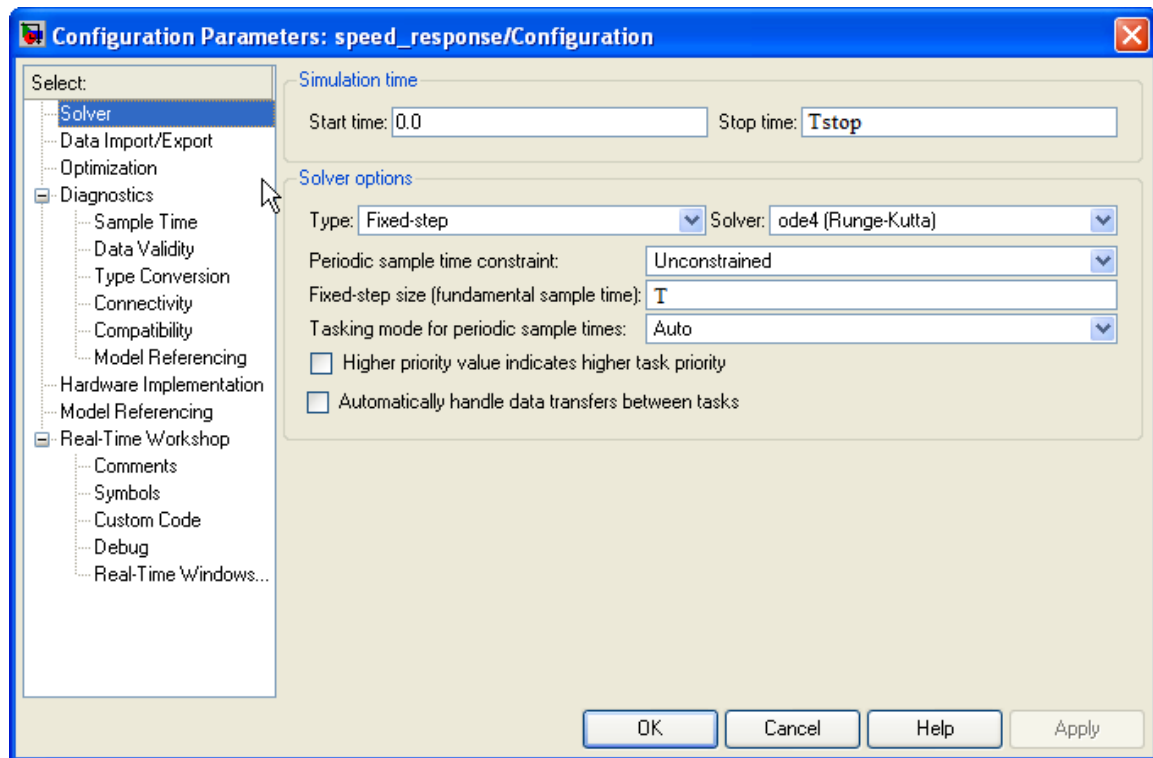 Configuration Parameters: speed_response/Configuration
Select:
Solver
Data Import/Export
Optimization
Diagnostics
Sample Time
Data Validity
Type Conversion
Connectivity
Compatibility
Model Referencing
Hardware Implementation
Model Referencing
Real-Time Workshop
Comments
Symbols
Custom Code
Debug
Real-Time Windows...
Simulation time
Start time: 0.0 Stop time: Tstop
Solver options
Type: Fixed-step Solver: ode4 (Runge-Kutta)
Periodic sample time constraint: Unconstrained
Fixed-step size (fundamental sample time): T
Tasking mode for periodic sample times: Auto
Higher priority value indicates higher task priority
Automatically handle data transfers between tasks
OK Cancel Help Apply